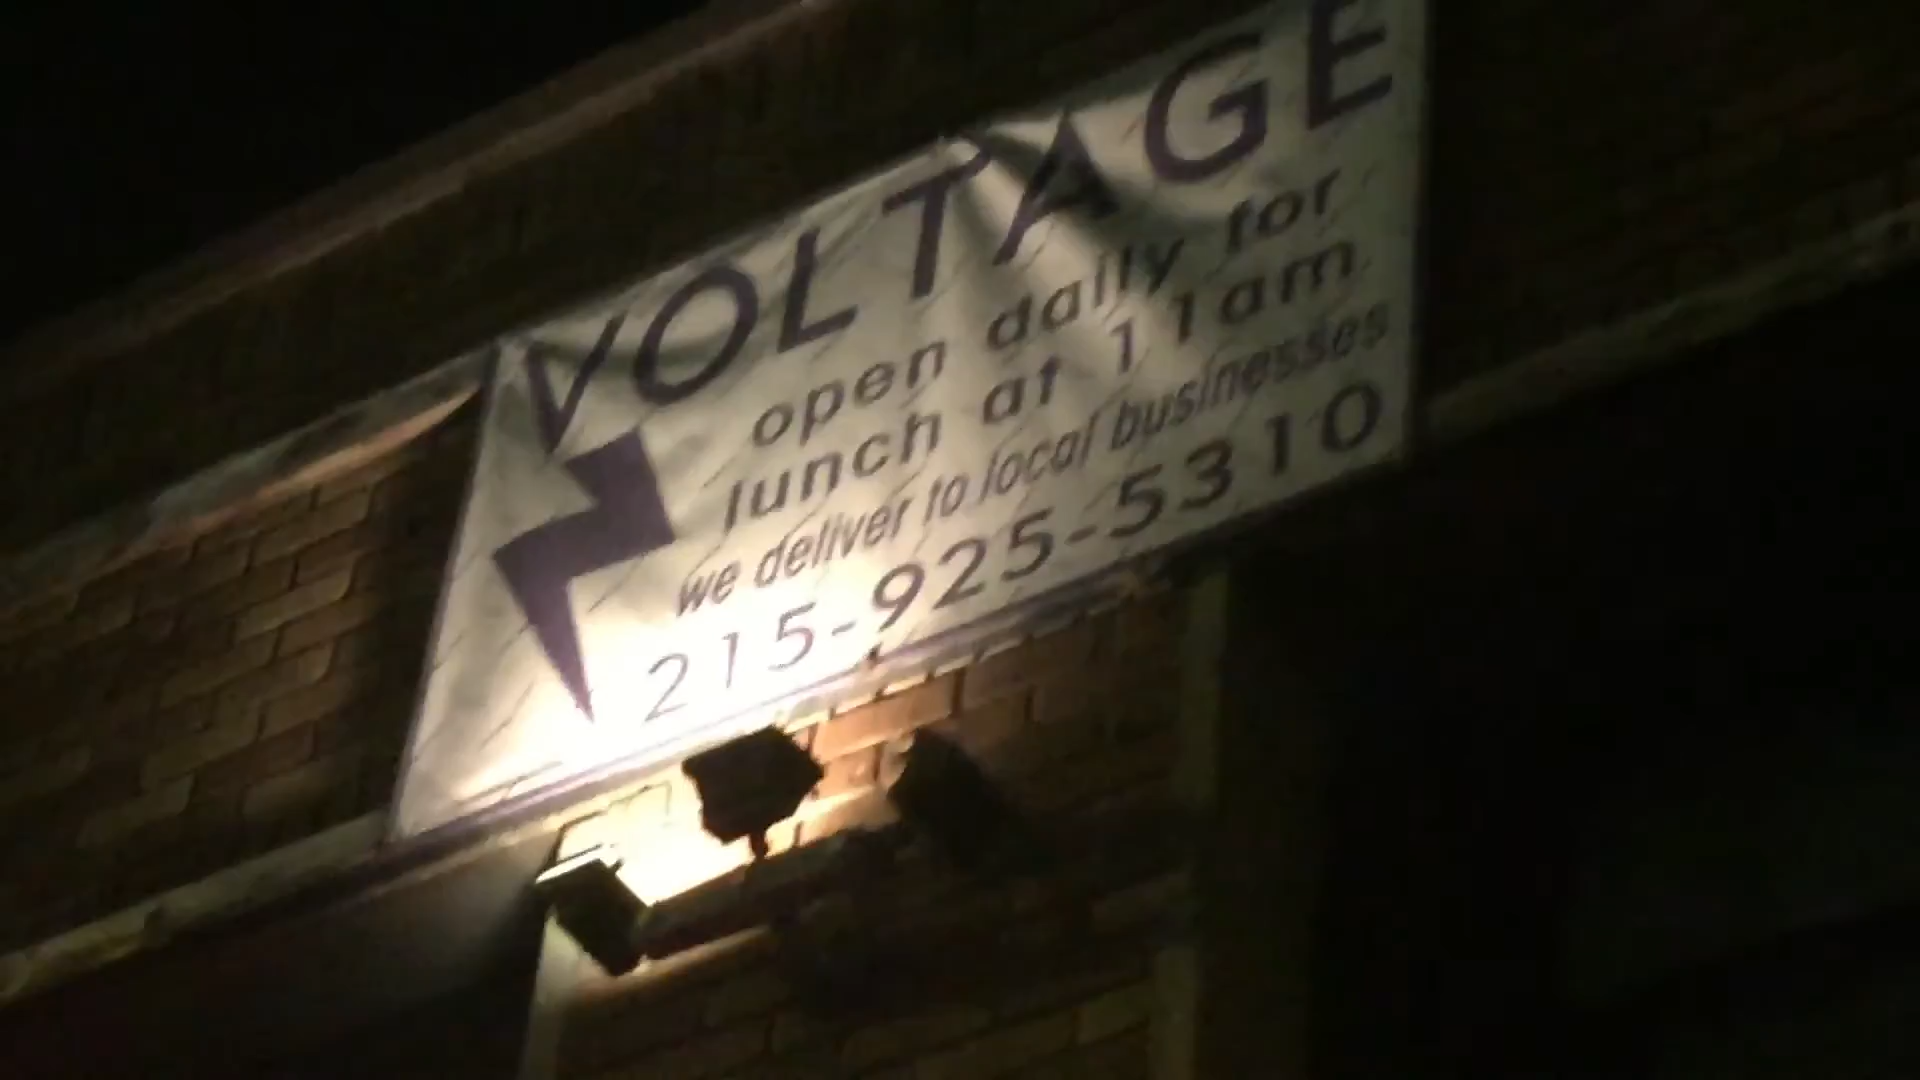 VOLTAGE
open daily for
lunch at 11am
we deliver to local businesses
215-925-5310